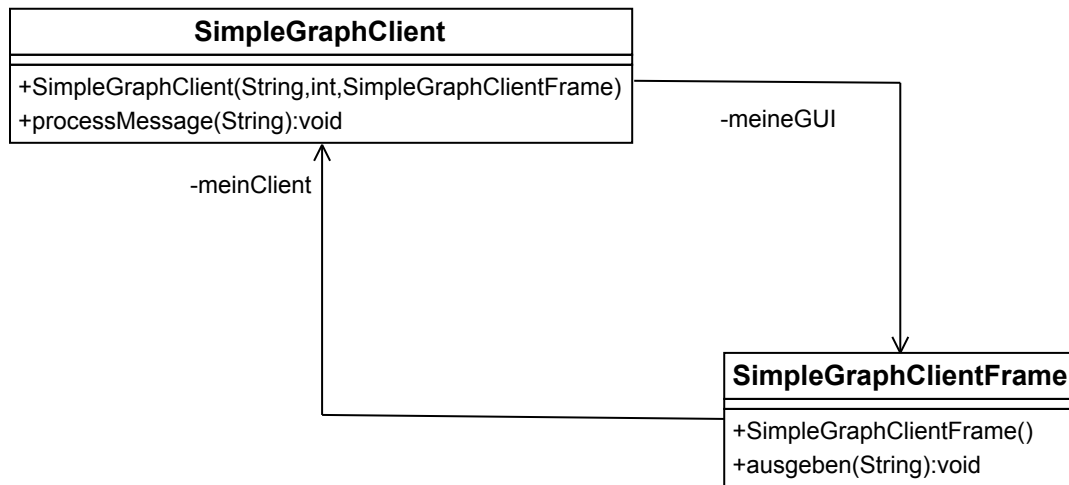 SimpleGraphClient
+SimpleGraphClient(String,int,SimpleGraphClientFrame)
+processMessage(String):void
-meineGUI
-meinClient
SimpleGraphClientFrame
+SimpleGraphClientFrame()
+ausgeben(String):void